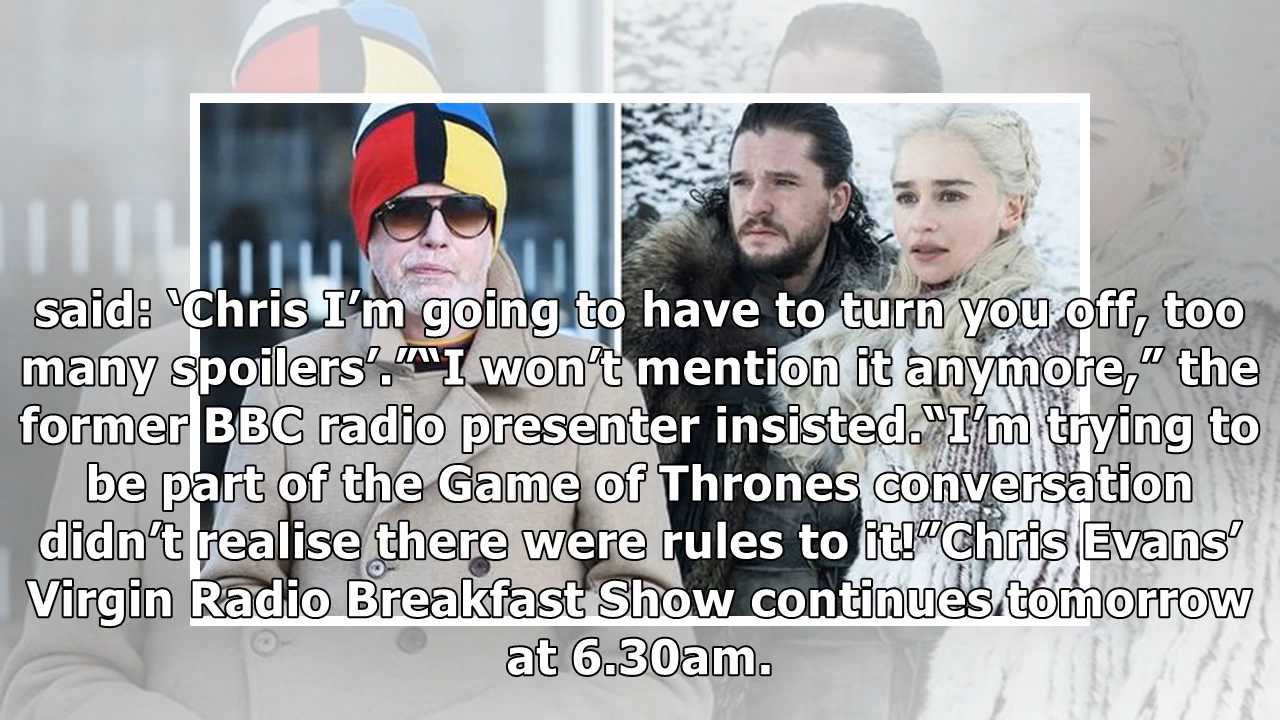 said: ‘Chris I’m going to have to turn you off, too
many spoilers’.”“I won’t mention it anymore,” the
former BBC radio presenter insisted.“I’m trying to
be part of the Game of Thrones conversation
didn’t realise there were rules to it!”Chris Evans’
Virgin Radio Breakfast Show continues tomorrow
at 6.30am.